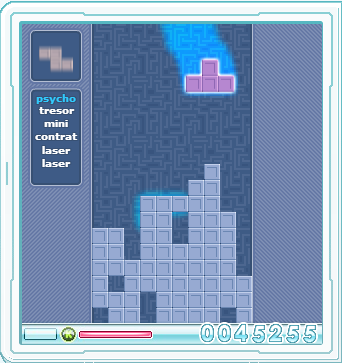 psycho
tresor
mini
contrat
laser
laser
0045255